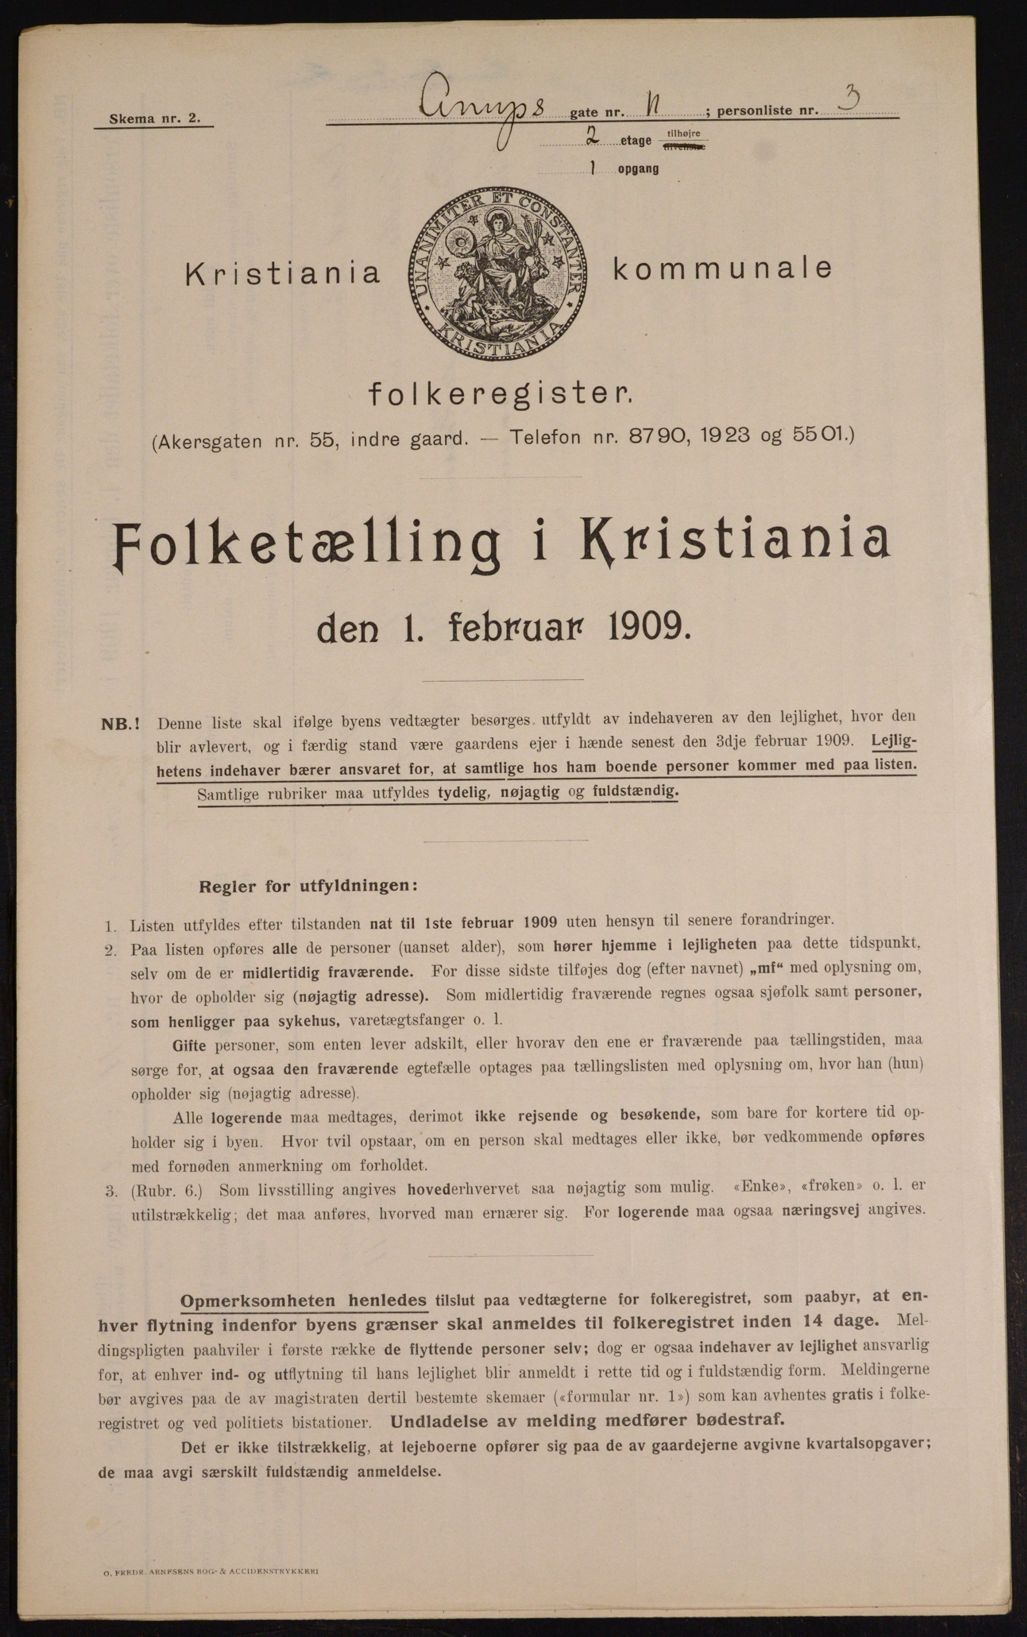 Skema nr. 2.
gate nr. 11 ; personliste nr. 3
2 etage tilhøjre
1 opgang
UNANIMITER ET CONSTANTER
KRISTIANIA
Kristiania kommunale
folkeregister.
(Akersgaten nr. 55, indre gaard. — Telefon nr. 8790, 1923 og 5501.)
Folketælling i Kristiania
den 1. februar 1909.
NB.! Denne liste skal ifølge byens vedtægter besørges utfyldt av indehaveren av den lejlighet, hvor den
blir avlevert, og i færdig stand være gaardens ejer i hænde senest den 3dje februar 1909. Lejlig-
hetens indehaver bærer ansvaret for, at samtlige hos ham boende personer kommer med paa listen.
Samtlige rubriker maa utfyldes tydelig, nøjagtig og fuldstændig.
Regler for utfyldningen:
1. Listen utfyldes efter tilstanden nat til 1ste februar 1909 uten hensyn til senere forandringer.
2. Paa listen opføres alle de personer (uanset alder), som hører hjemme i lejligheten paa dette tidspunkt,
selv om de er midlertidig fraværende. For disse sidste tilføjes dog (efter navnet) „mf“ med oplysning om,
hvor de opholder sig (nøjagtig adresse). Som midlertidig fraværende regnes ogsaa sjøfolk samt personer,
som henligger paa sykehus, varetægtsfanger o. l.
Gifte personer, som enten lever adskilt, eller hvorav den ene er fraværende paa tællingstiden, maa
sørge for, at ogsaa den fraværende egtefælle optages paa tællingslisten med oplysning om, hvor han (hun)
opholder sig (nøjagtig adresse).
Alle logerende maa medtages, derimot ikke rejsende og besøkende, som bare for kortere tid op-
holder sig i byen. Hvor tvil opstaar, om en person skal medtages eller ikke, bør vedkommende opføres
med fornøden anmerkning om forholdet.
3. (Rubr. 6.) Som livsstilling angives hovederhvervet saa nøjagtig som mulig. «Enke», «frøken» o. l. er
utilstrækkelig; det maa anføres, hvorved man ernærer sig. For logerende maa ogsaa næringsvej angives.
Opmerksomheten henledes tilslut paa vedtægterne for folkeregistret, som paabyr, at en-
hver flytning indenfor byens grænser skal anmeldes til folkeregistret inden 14 dage. Mel-
dingspligten paahviler i første række de flyttende personer selv; dog er ogsaa indehaver av lejlighet ansvarlig
for, at enhver ind- og utflytning til hans lejlighet blir anmeldt i rette tid og i fuldstændig form. Meldingerne
bør avgives paa de av magistraten dertil bestemte skemaer («formular nr. 1») som kan avhentes gratis i folke-
registret og ved politiets bistationer. Undladelse av melding medfører bødestraf.
Det er ikke tilstrækkelig, at lejeboerne opfører sig paa de av gaardejerne avgivne kvartalsopgaver;
de maa avgi særskilt fuldstændig anmeldelse.
O. FREDR. ARNESENS BOG- & ACCIDENSTRYKKERI